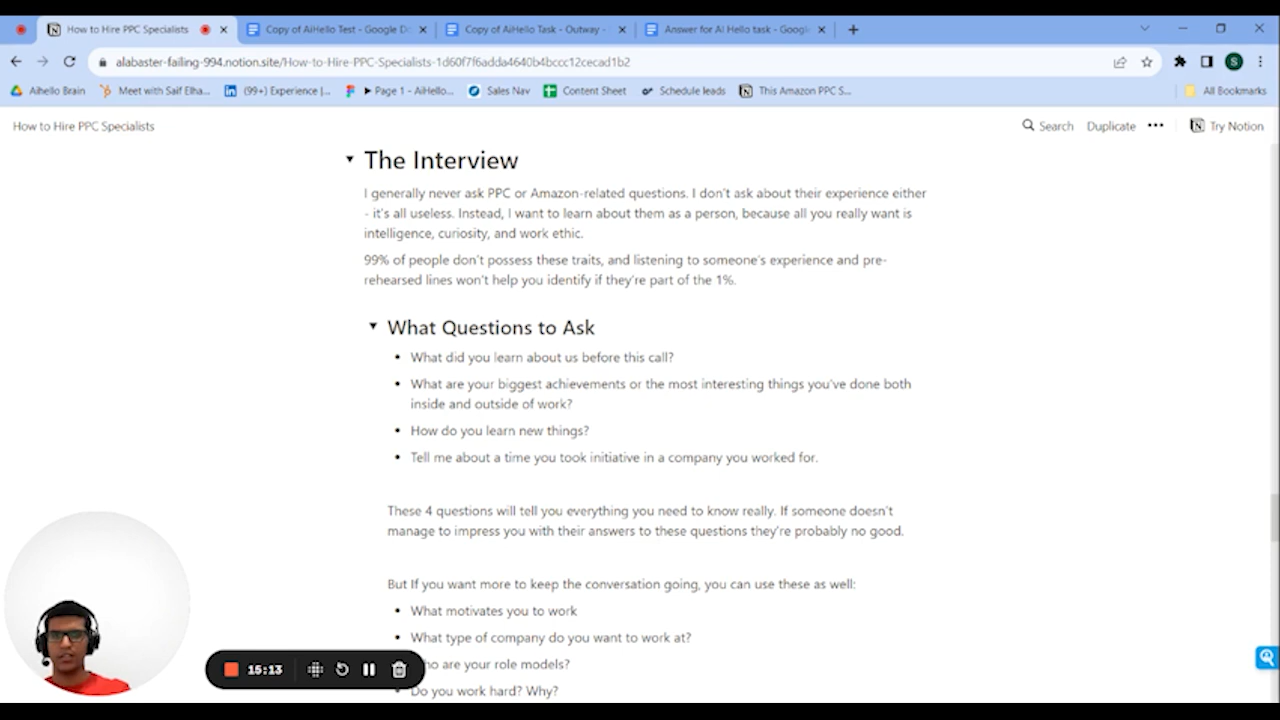 How to Hire PPC Specialists
Copy of AiHello Test - Google Do
Copy of AiHello Task - Outway -
Answer for AI Hello task - Googl
alabaster-failing-994.notion.site/How-to-Hire-PPC-Specialists-1d60f7f6adda4640b4bccc12cecad1b2
Aihello Brain
Meet with Saif Elha...
(99+) Experience |...
► Page 1 - AiHello...
Sales Nav
Content Sheet
Schedule leads
This Amazon PPC S...
All Bookmarks
How to Hire PPC Specialists
Search
Duplicate
Try Notion
The Interview
I generally never ask PPC or Amazon-related questions. I don't ask about their experience either
- it's all useless. Instead, I want to learn about them as a person, because all you really want is
intelligence, curiosity, and work ethic.
99% of people don't possess these traits, and listening to someone's experience and pre-
rehearsed lines won't help you identify if they're part of the 1%.
What Questions to Ask
• What did you learn about us before this call?
• What are your biggest achievements or the most interesting things you've done both
inside and outside of work?
• How do you learn new things?
• Tell me about a time you took initiative in a company you worked for.
These 4 questions will tell you everything you need to know really. If someone doesn't
manage to impress you with their answers to these questions they're probably no good.
But If you want more to keep the conversation going, you can use these as well:
• What motivates you to work
• What type of company do you want to work at?
ho are your role models?
Do you work hard? Why?
15:13